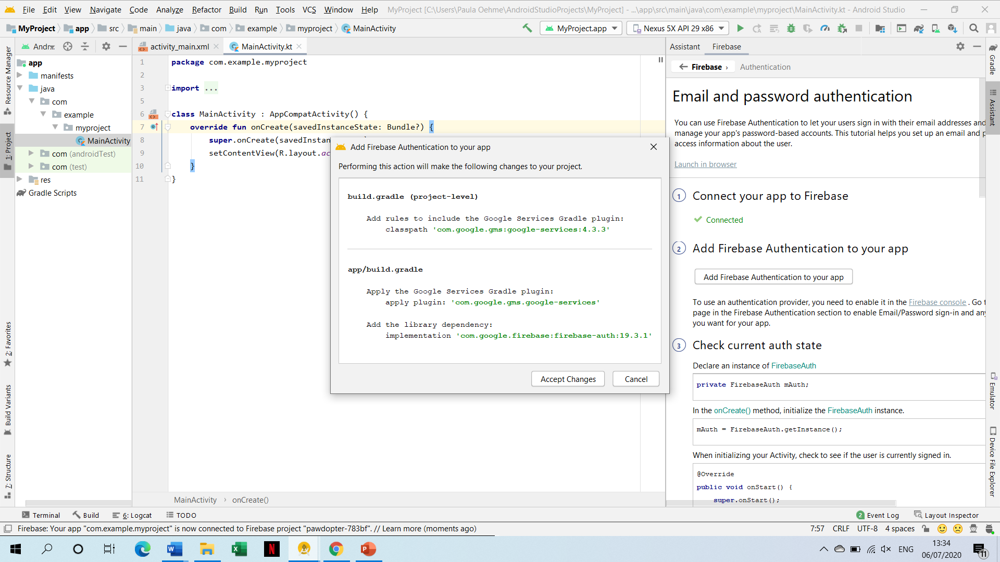 File Edit View Navigate Code Analyze Refactor Build Run Tools VCS Window Help MyProject [C:\Users\Paula Oehme\AndroidStudioProjects\MyProject] - ...\app\src\main\java\com\example\myproject\MainActivity.kt - Android Studio
MyProject app src main java com example myproject MainActivity MyProject.app Nexus 5X API 29 x86
Andr
activity_main.xml MainActivity.kt
Assistant Firebase
Firebase › Authentication
Resource Manager
1: Project
2: Favorites
Build Variants
7: Structure
app
manifests
java
com
example
myproject
MainActivity
com (androidTest)
com (test)
res
Gradle Scripts
1 package com.example.myproject
2
3 import ...
5
6 class MainActivity : AppCompatActivity() {
7 override fun onCreate(savedInstanceState: Bundle?) {
8 super.onCreate(savedInstan
9 setContentView(R.layout.ac
10 }
11 }
MainActivity › onCreate()
Add Firebase Authentication to your app
Performing this action will make the following changes to your project.
build.gradle (project-level)
Add rules to include the Google Services Gradle plugin:
classpath 'com.google.gms:google-services:4.3.3'
app/build.gradle
Apply the Google Services Gradle plugin:
apply plugin: 'com.google.gms.google-services'
Add the library dependency:
implementation 'com.google.firebase:firebase-auth:19.3.1'
Accept Changes Cancel
Email and password authentication
You can use Firebase Authentication to let your users sign in with their email addresses and
manage your app's password-based accounts. This tutorial helps you set up an email and p
access information about the user.
Launch in browser
1 Connect your app to Firebase
Connected
2 Add Firebase Authentication to your app
Add Firebase Authentication to your app
To use an authentication provider, you need to enable it in the Firebase console . Go t
page in the Firebase Authentication section to enable Email/Password sign-in and any
you want for your app.
3 Check current auth state
Declare an instance of FirebaseAuth
private FirebaseAuth mAuth;
In the onCreate() method, initialize the FirebaseAuth instance.
mAuth = FirebaseAuth.getInstance();
When initializing your Activity, check to see if the user is currently signed in.
@Override
public void onStart() {
super.onStart();
Gradle
Assistant
Emulator
Device File Explorer
Terminal Build 6: Logcat TODO 2 Event Log Layout Inspector
Firebase: Your app "com.example.myproject" is now connected to Firebase project "pawdopter-783bf". // Learn more (moments ago) 7:57 CRLF UTF-8 4 spaces
W X N P ENG
13:34
06/07/2020
11